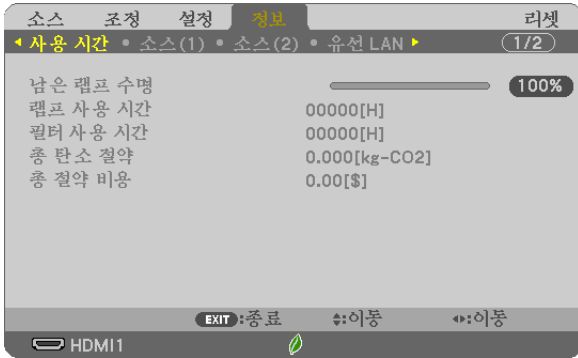 소스 조정 설정 정보 리셋
사용 시간 • 소스(1) • 소스(2) • 유선 LAN 1/2
남은 램프 수명 100%
램프 사용 시간 00000[H]
필터 사용 시간 00000[H]
총 탄소 절약 0.000[kg-CO2]
총 절약 비용 0.00[$]
EXIT:종료 :이동 :이동
HDMI1